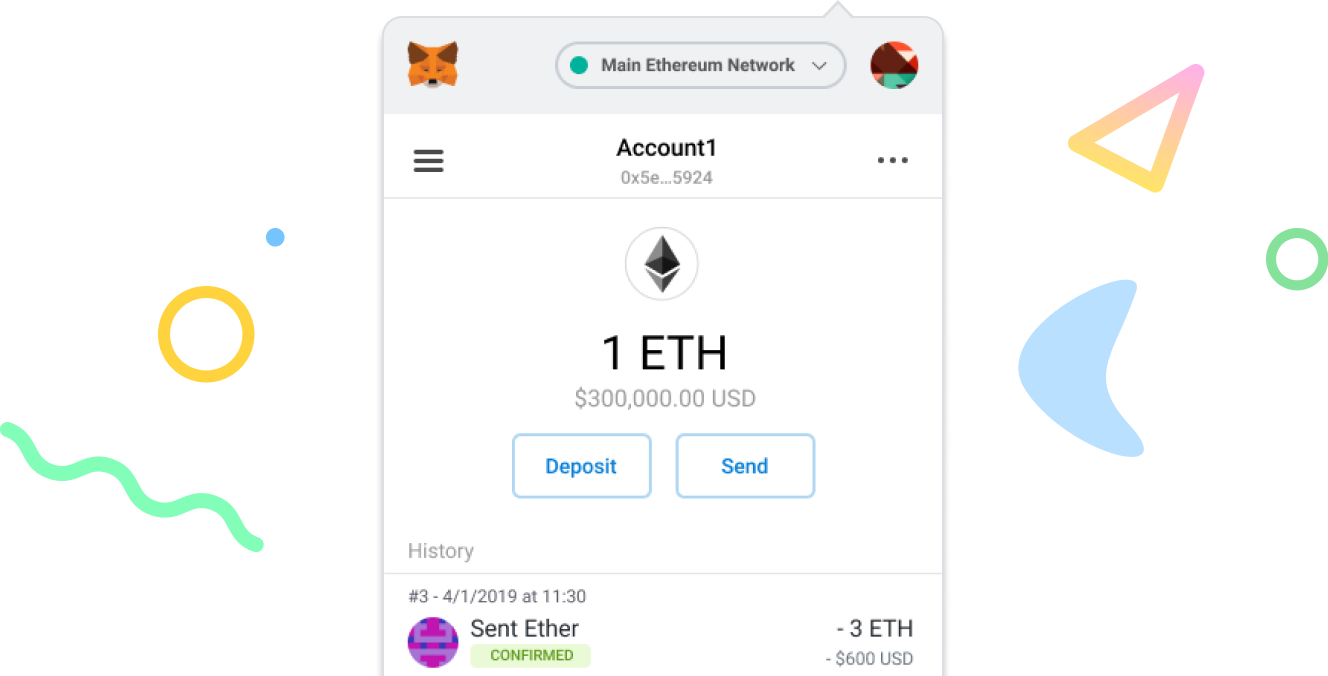 Main Ethereum Network
Account1
0x5e...5924
1 ETH
$300,000.00 USD
Deposit
Send
History
#3 - 4/1/2019 at 11:30
Sent Ether
- 3 ETH
CONFIRMED
- $600 USD